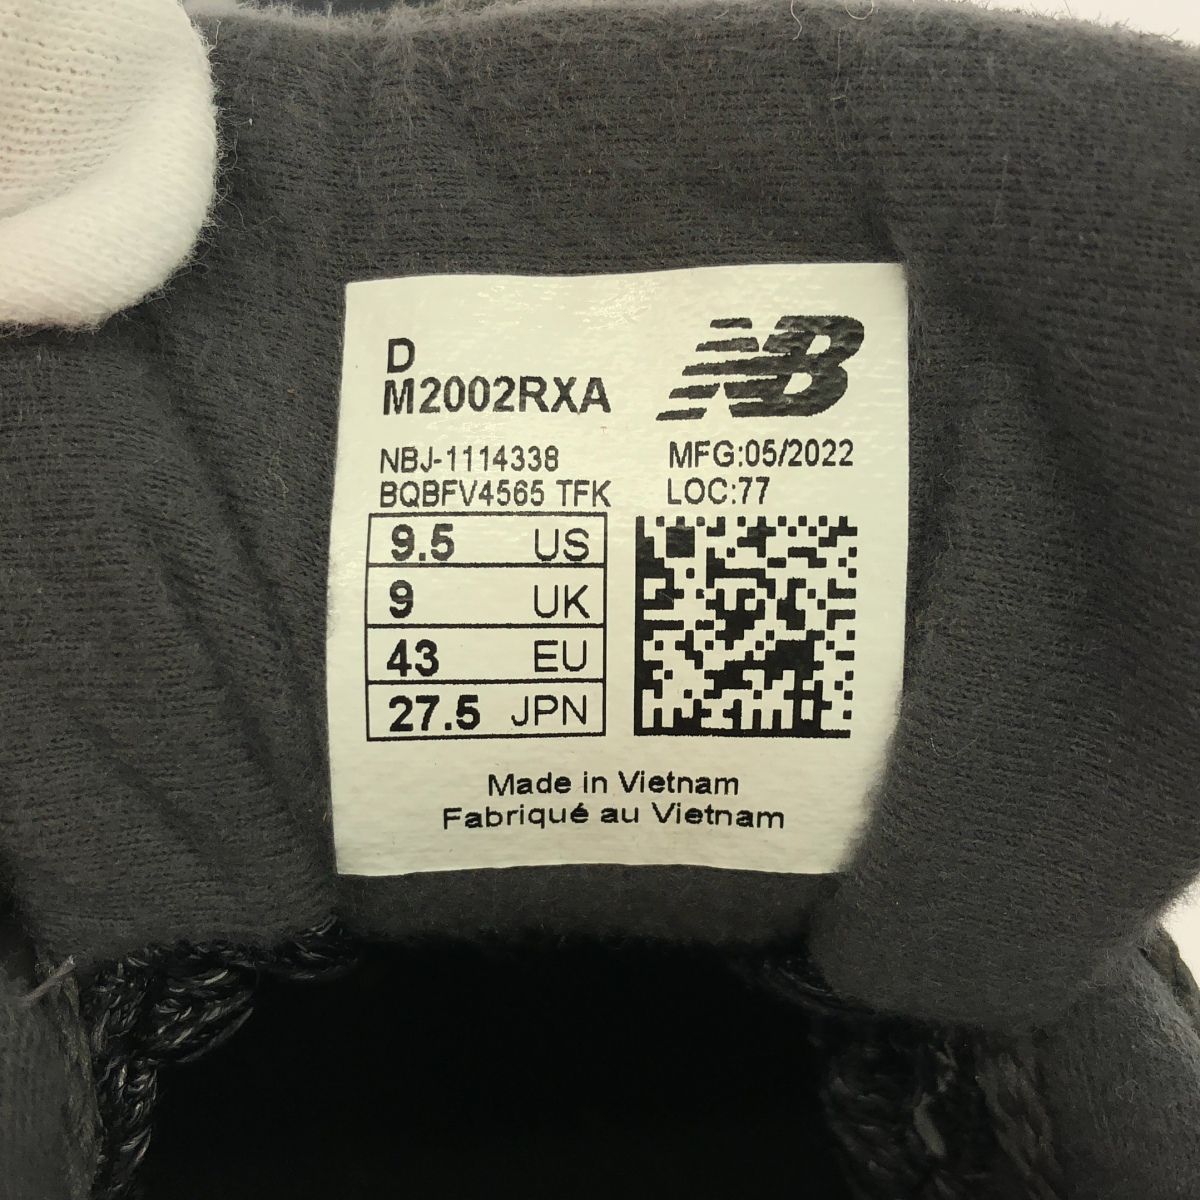 D
M2002RXA
NB
NBJ-1114338
BQBFV4565 TFK
MFG:05/2022
LOC:77
9.5 US
9 UK
43 EU
27.5 JPN
Made in Vietnam
Fabriqué au Vietnam